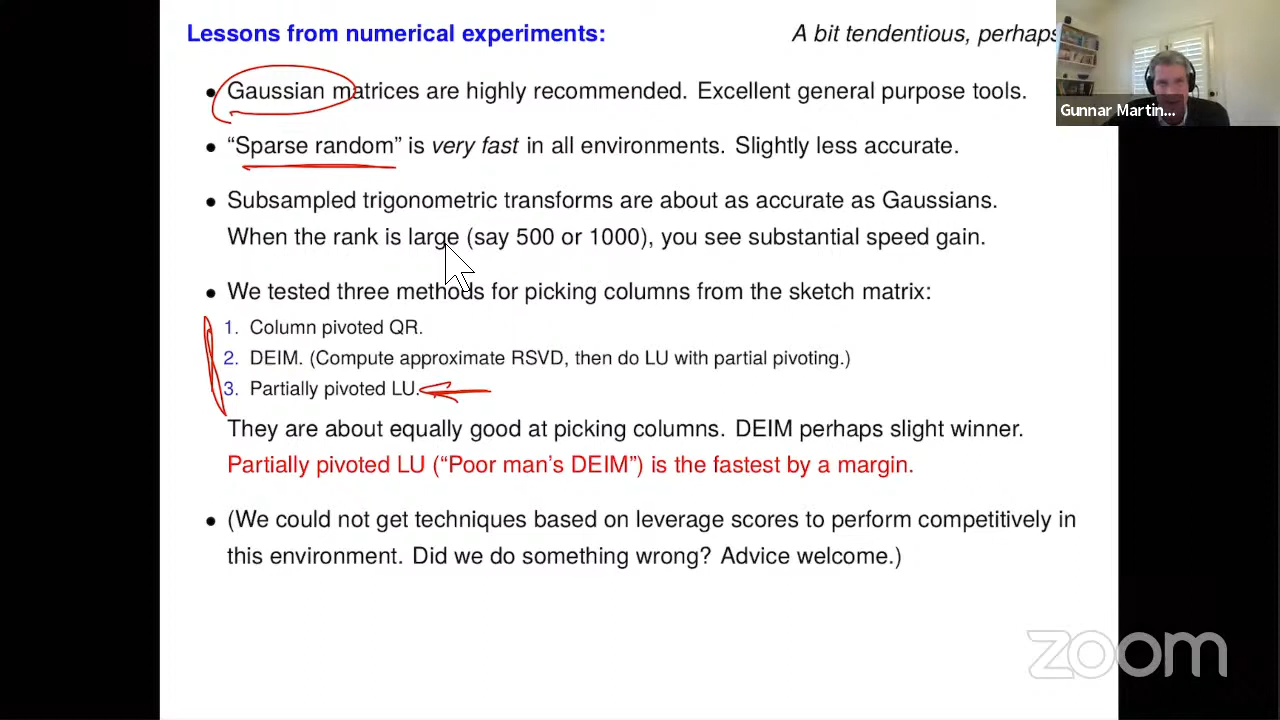 Lessons from numerical experiments:
A bit tendentious, perhaps
Gunnar Martin...
• Gaussian matrices are highly recommended. Excellent general purpose tools.
• “Sparse random” is very fast in all environments. Slightly less accurate.
• Subsampled trigonometric transforms are about as accurate as Gaussians.
When the rank is large (say 500 or 1000), you see substantial speed gain.
• We tested three methods for picking columns from the sketch matrix:
1. Column pivoted QR.
2. DEIM. (Compute approximate RSVD, then do LU with partial pivoting.)
3. Partially pivoted LU.
They are about equally good at picking columns. DEIM perhaps slight winner.
Partially pivoted LU (“Poor man’s DEIM”) is the fastest by a margin.
• (We could not get techniques based on leverage scores to perform competitively in
this environment. Did we do something wrong? Advice welcome.)
zoom